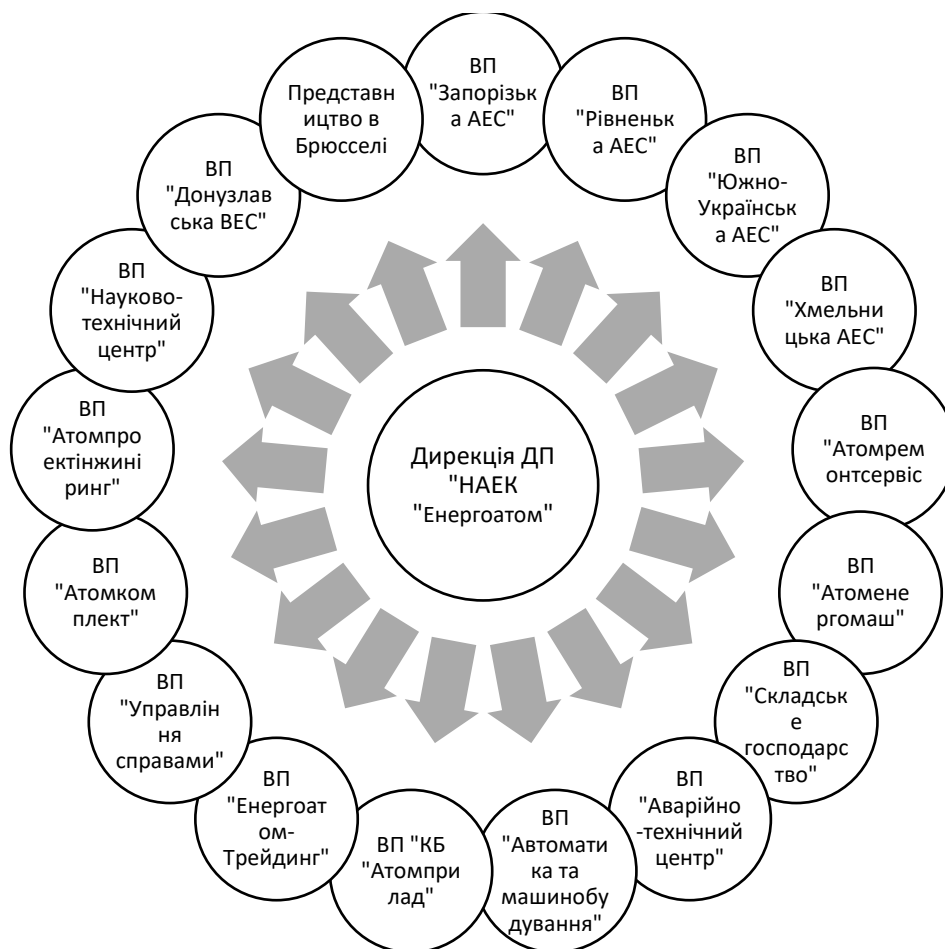 ВП
"Запорізьк
а АЕС"
ВП
"Рівненьк
а АЕС"
ВП
"Южно-
Українськ
а АЕС"
ВП
"Хмельни
цька АЕС"
ВП
"Атомрем
онтсервіс
ВП
"Атомене
ргомаш"
ВП
"Складськ
е
господарс
тво"
ВП
"Аварійно
-технічний
центр"
ВП
"Автомати
ка та
машинобу
дування"
ВП "КБ
"Атомпри
лад"
ВП
"Енергоат
ом-
Трейдинг"
ВП
"Управлін
ня
справами"
ВП
"Атомком
плект"
ВП
"Атомпро
ектінжині
ринг"
ВП
"Науково-
технічний
центр"
ВП
"Донузлав
ська ВЕС"
Представн
ицтво в
Брюсселі
Дирекція ДП
"НАЕК
"Енергоатом"